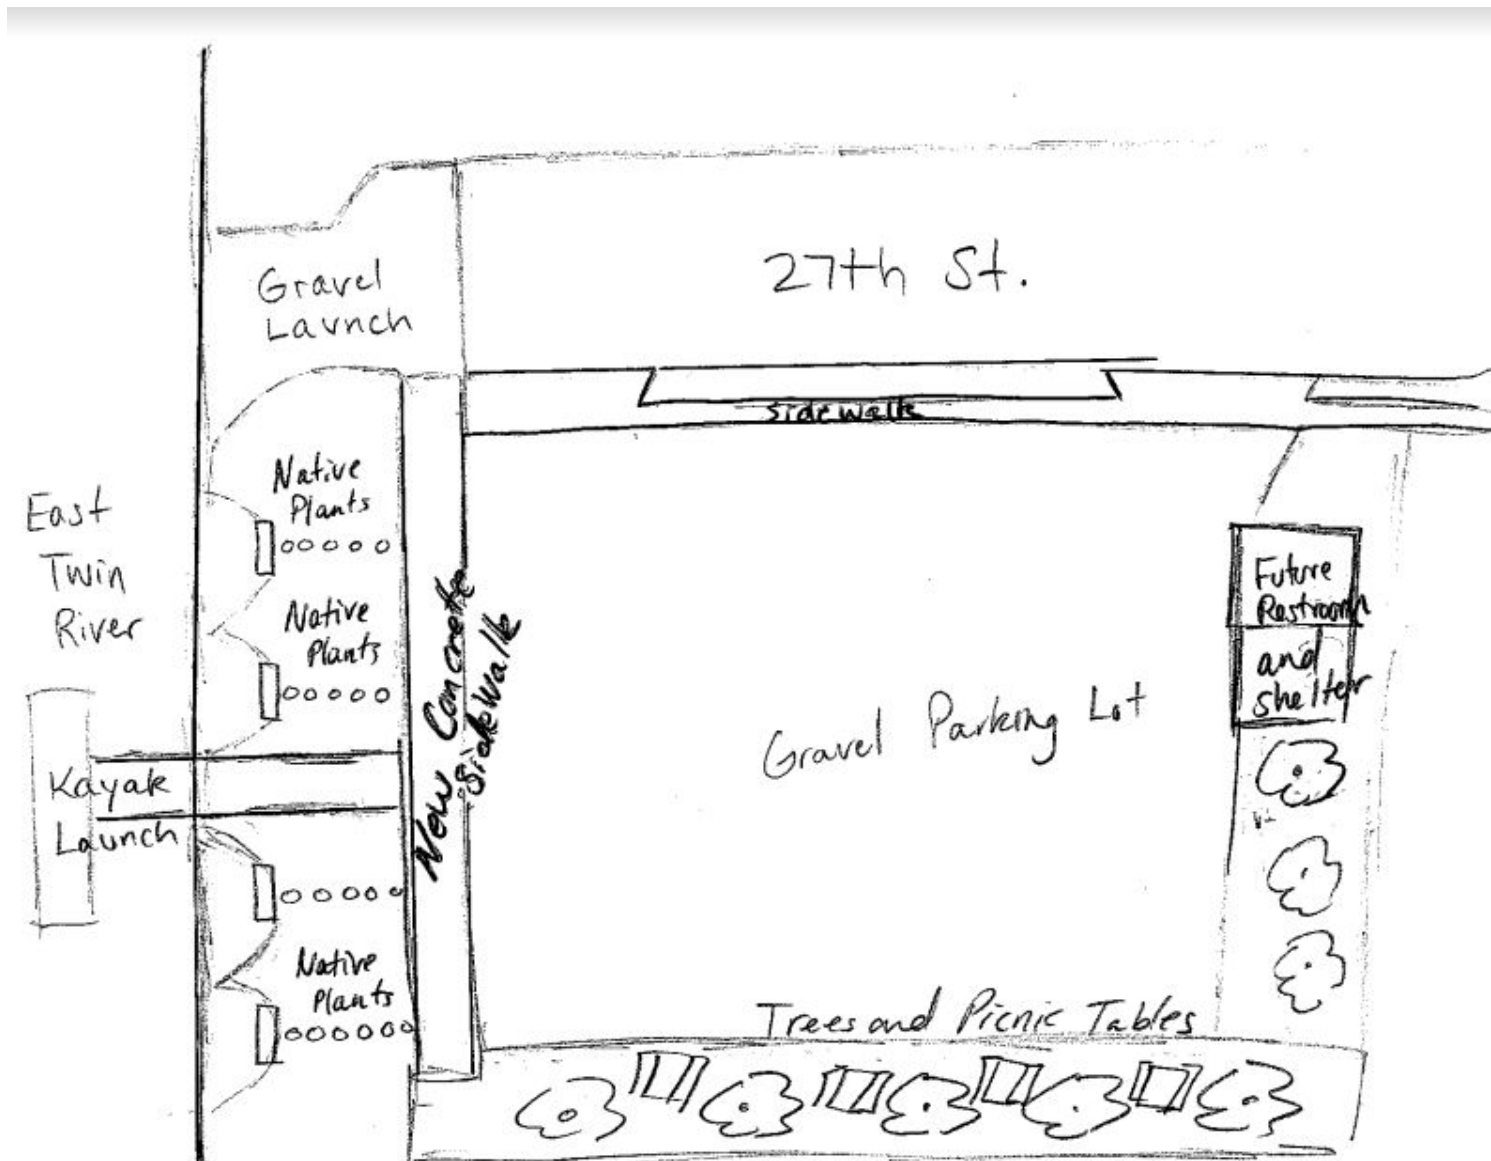 27th St.
Gravel
Launch
sidewalk
Native
Plants
East
Twin
River
Future
Restroom
and
shelter
Native
Plants
New Concrete
Sidewalk
Gravel Parking Lot
Kayak
Launch
Native
Plants
Trees and Picnic Tables